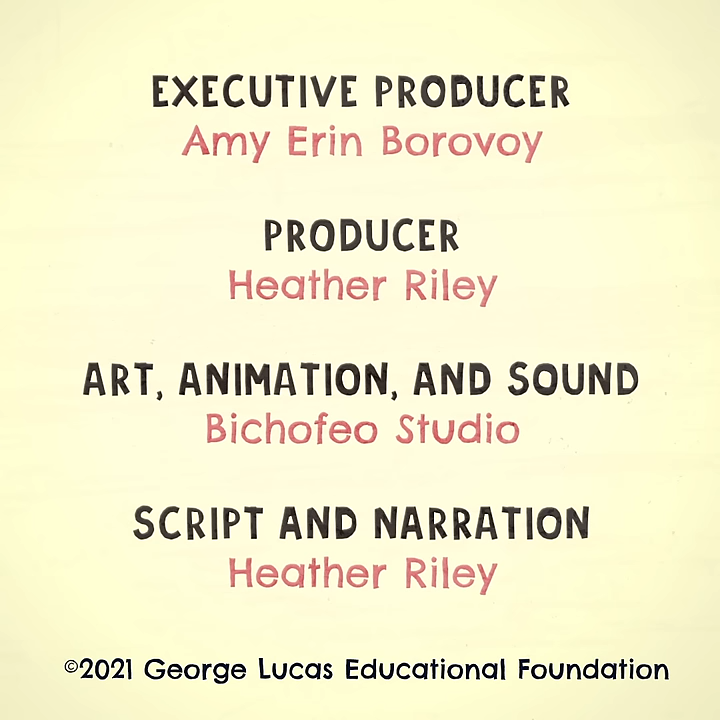 EXECUTIVE PRODUCER
Amy Erin Borovoy
PRODUCER
Heather Riley
ART, ANIMATION, AND SOUND
Bichofeo Studio
SCRIPT AND NARRATION
Heather Riley
©2021 George Lucas Educational Foundation